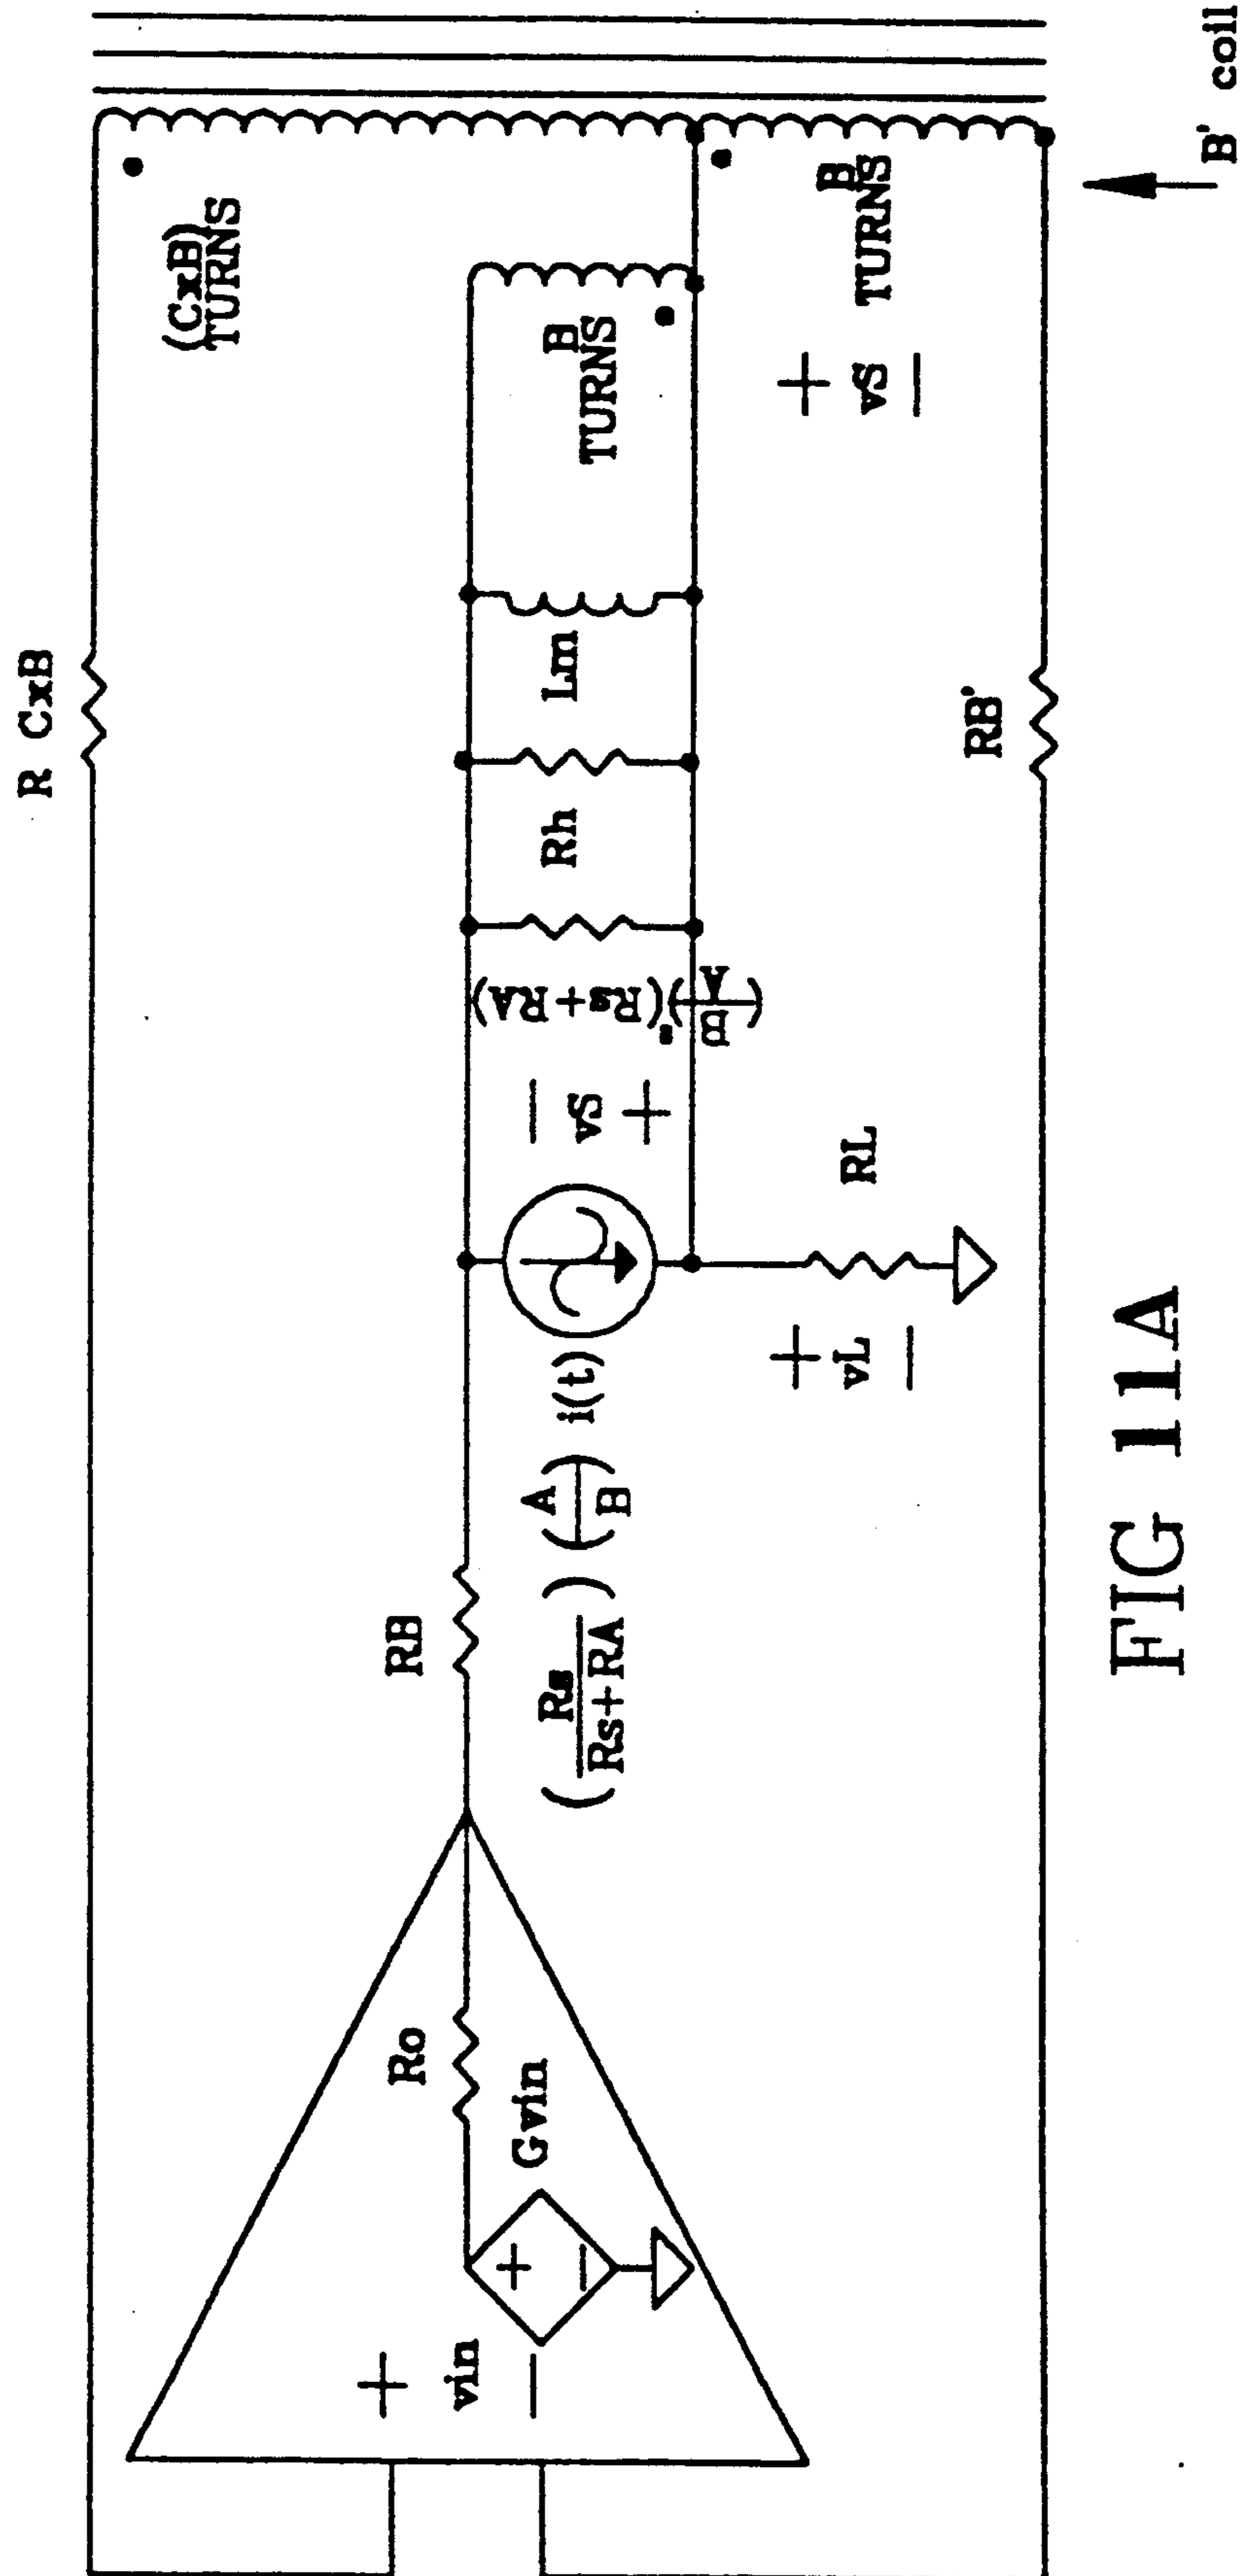 R CxB
(CxB)
TURNS
RB
Ro
Gvin
+
vin
−
+
−
(Rs/Rs+RA) (A/B) i(t)
− vS +
(B/A)²(Rs+RA)
Rh
Lm
B
TURNS
+
vL
−
RL
+
vS
−
B
TURNS
RB'
B' coil
FIG 11A